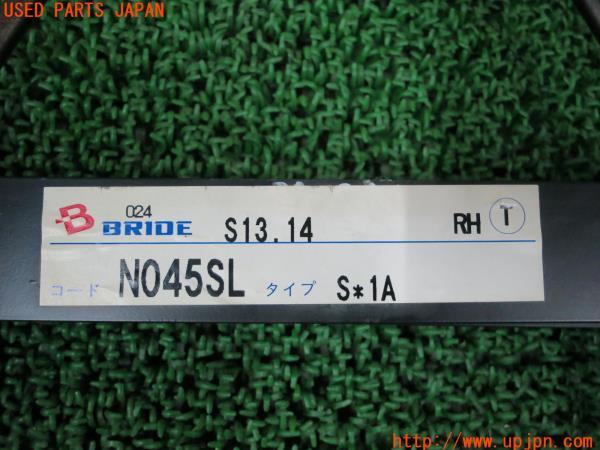 USED PARTS JAPAN
024
BRIDE S13.14 RH T
コード N045SL タイプ S*1A
http://www.upjpn.com